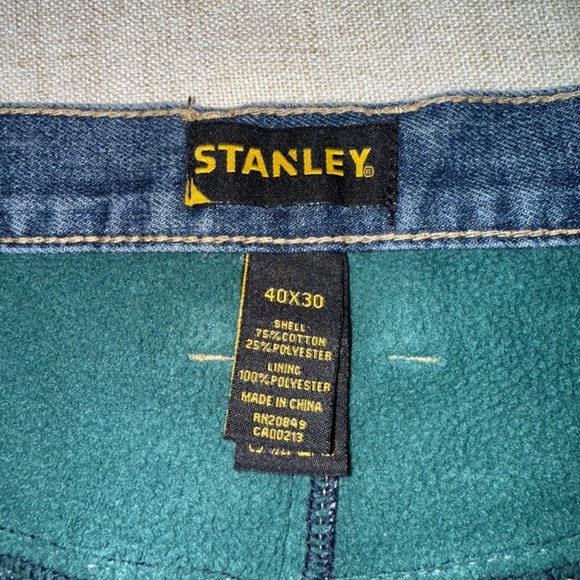 STANLEY®
40X30
SHELL
75%COTTON
25%POLYESTER
LINING
100%POLYESTER
MADE IN CHINA
RN20849
CA00213